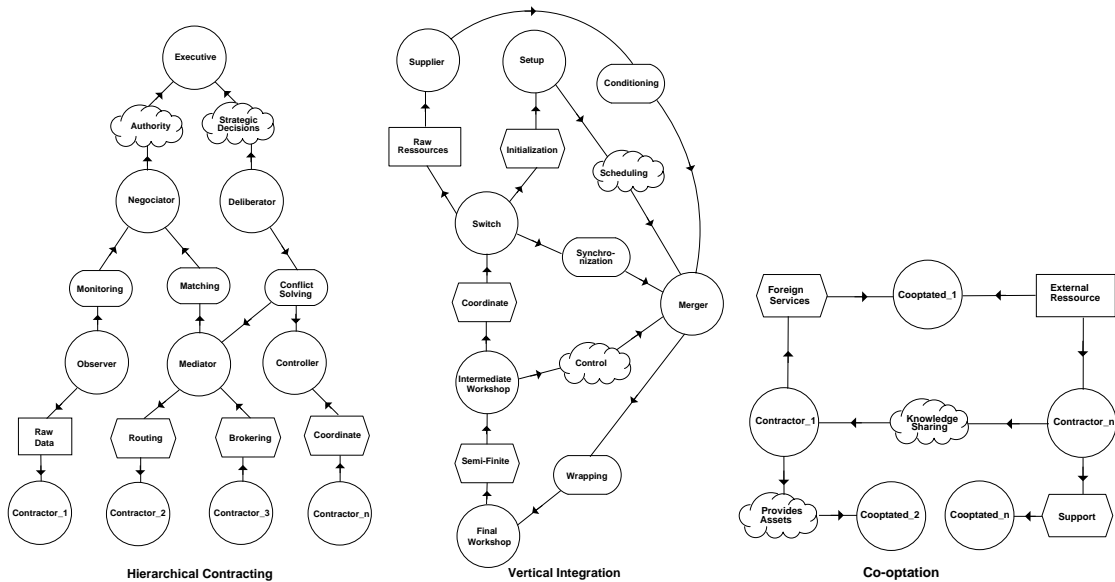 Executive
Authority
Strategic
Decisions
Negociator
Deliberator
Monitoring
Matching
Conflict
Solving
Observer
Mediator
Controller
Raw
Data
Routing
Brokering
Coordinate
Contractor_1
Contractor_2
Contractor_3
Contractor_n
Hierarchical Contracting
Supplier
Setup
Conditioning
Raw
Ressources
Initialization
Scheduling
Switch
Synchro-
nization
Coordinate
Merger
Intermediate
Workshop
Control
Semi-Finite
Wrapping
Final
Workshop
Vertical Integration
Foreign
Services
Cooptated_1
External
Ressource
Contractor_1
Knowledge
Sharing
Contractor_n
Provides
Assets
Cooptated_2
Cooptated_n
Support
Co-optation